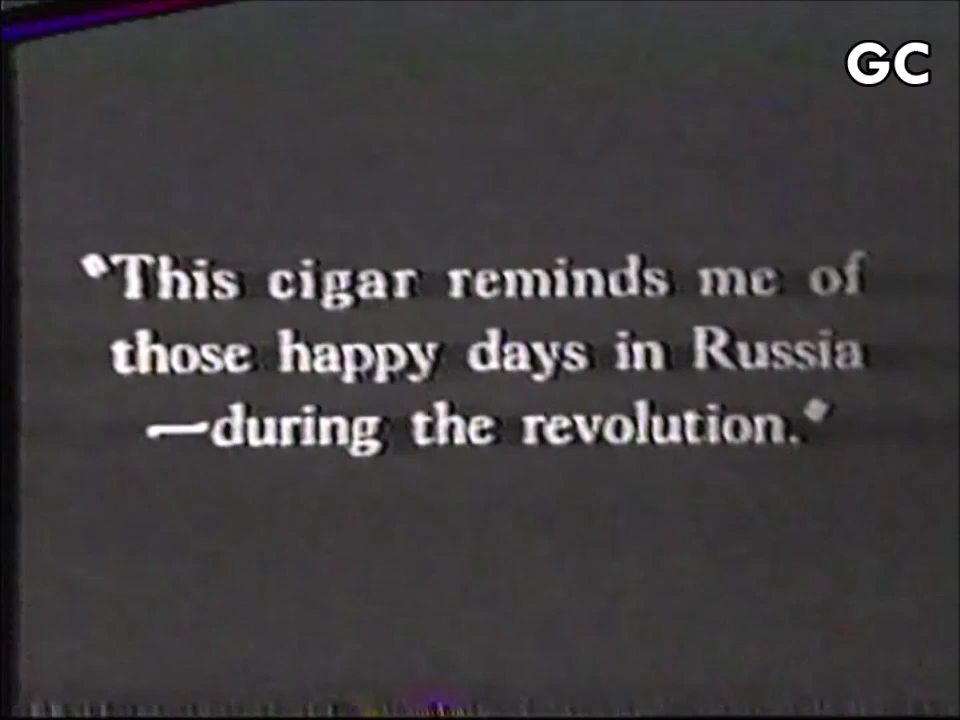 GC
"This cigar reminds me of
those happy days in Russia
—during the revolution."